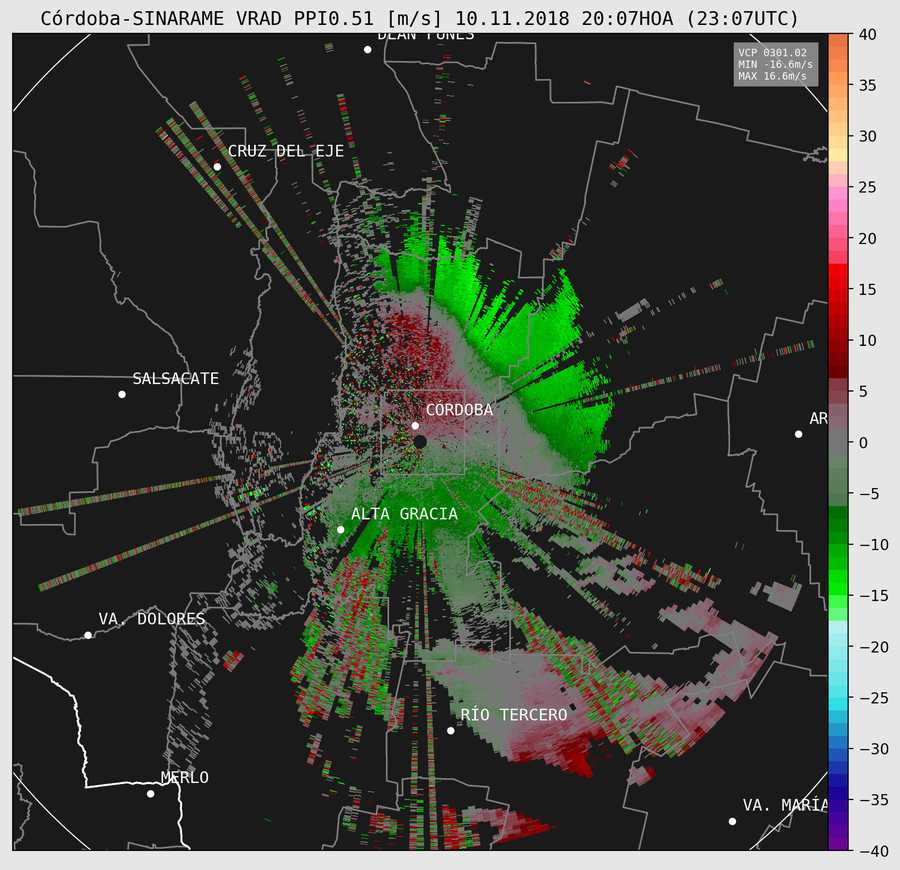 Córdoba-SINARAME VRAD PPI0.51 [m/s] 10.11.2018 20:07HOA (23:07UTC)
DEAN FUNES
VCP 0301.02
MIN -16.6m/s
MAX 16.6m/s
CRUZ DEL EJE
SALSACATE
CÓRDOBA
AR
ALTA GRACIA
VA. DOLORES
RÍO TERCERO
MERLO
VA. MARÍA
40
35
30
25
20
15
10
5
0
−5
−10
−15
−20
−25
−30
−35
−40